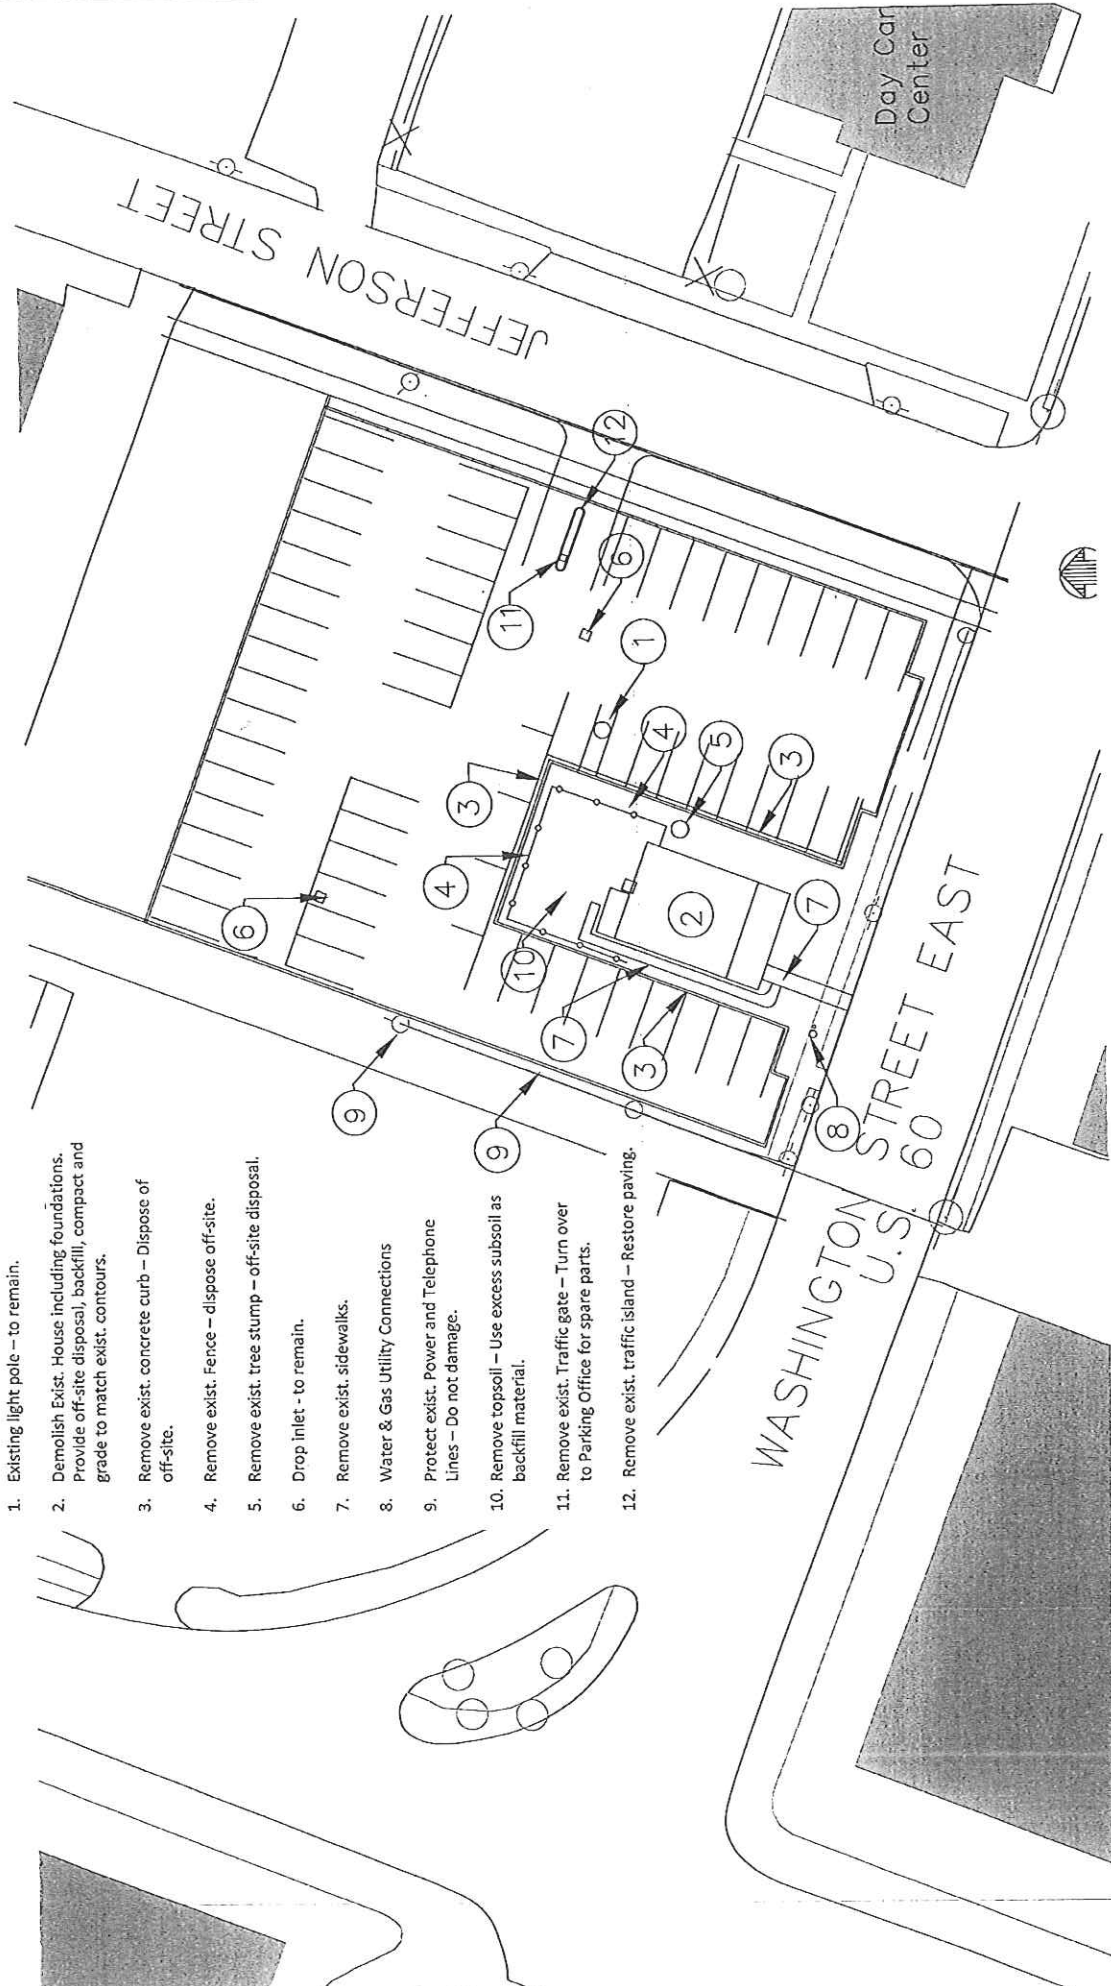 1. Existing light pole – to remain.
2. Demolish Exist. House including foundations.
Provide off-site disposal, backfill, compact and
grade to match exist. contours.
3. Remove exist. concrete curb – Dispose of
off-site.
4. Remove exist. Fence – dispose off-site.
5. Remove exist. tree stump – off-site disposal.
6. Drop inlet - to remain.
7. Remove exist. sidewalks.
8. Water & Gas Utility Connections
9. Protect exist. Power and Telephone
Lines – Do not damage.
10. Remove topsoil – Use excess subsoil as
backfill material.
11. Remove exist. Traffic gate – Turn over
to Parking Office for spare parts.
12. Remove exist. traffic island – Restore paving.
JEFFERSON STREET
Day Car
Center
6
9
9
3
4
10
7
3
2
7
8
11
12
6
1
4
5
3
WASHINGTON STREET EAST
U.S. 60